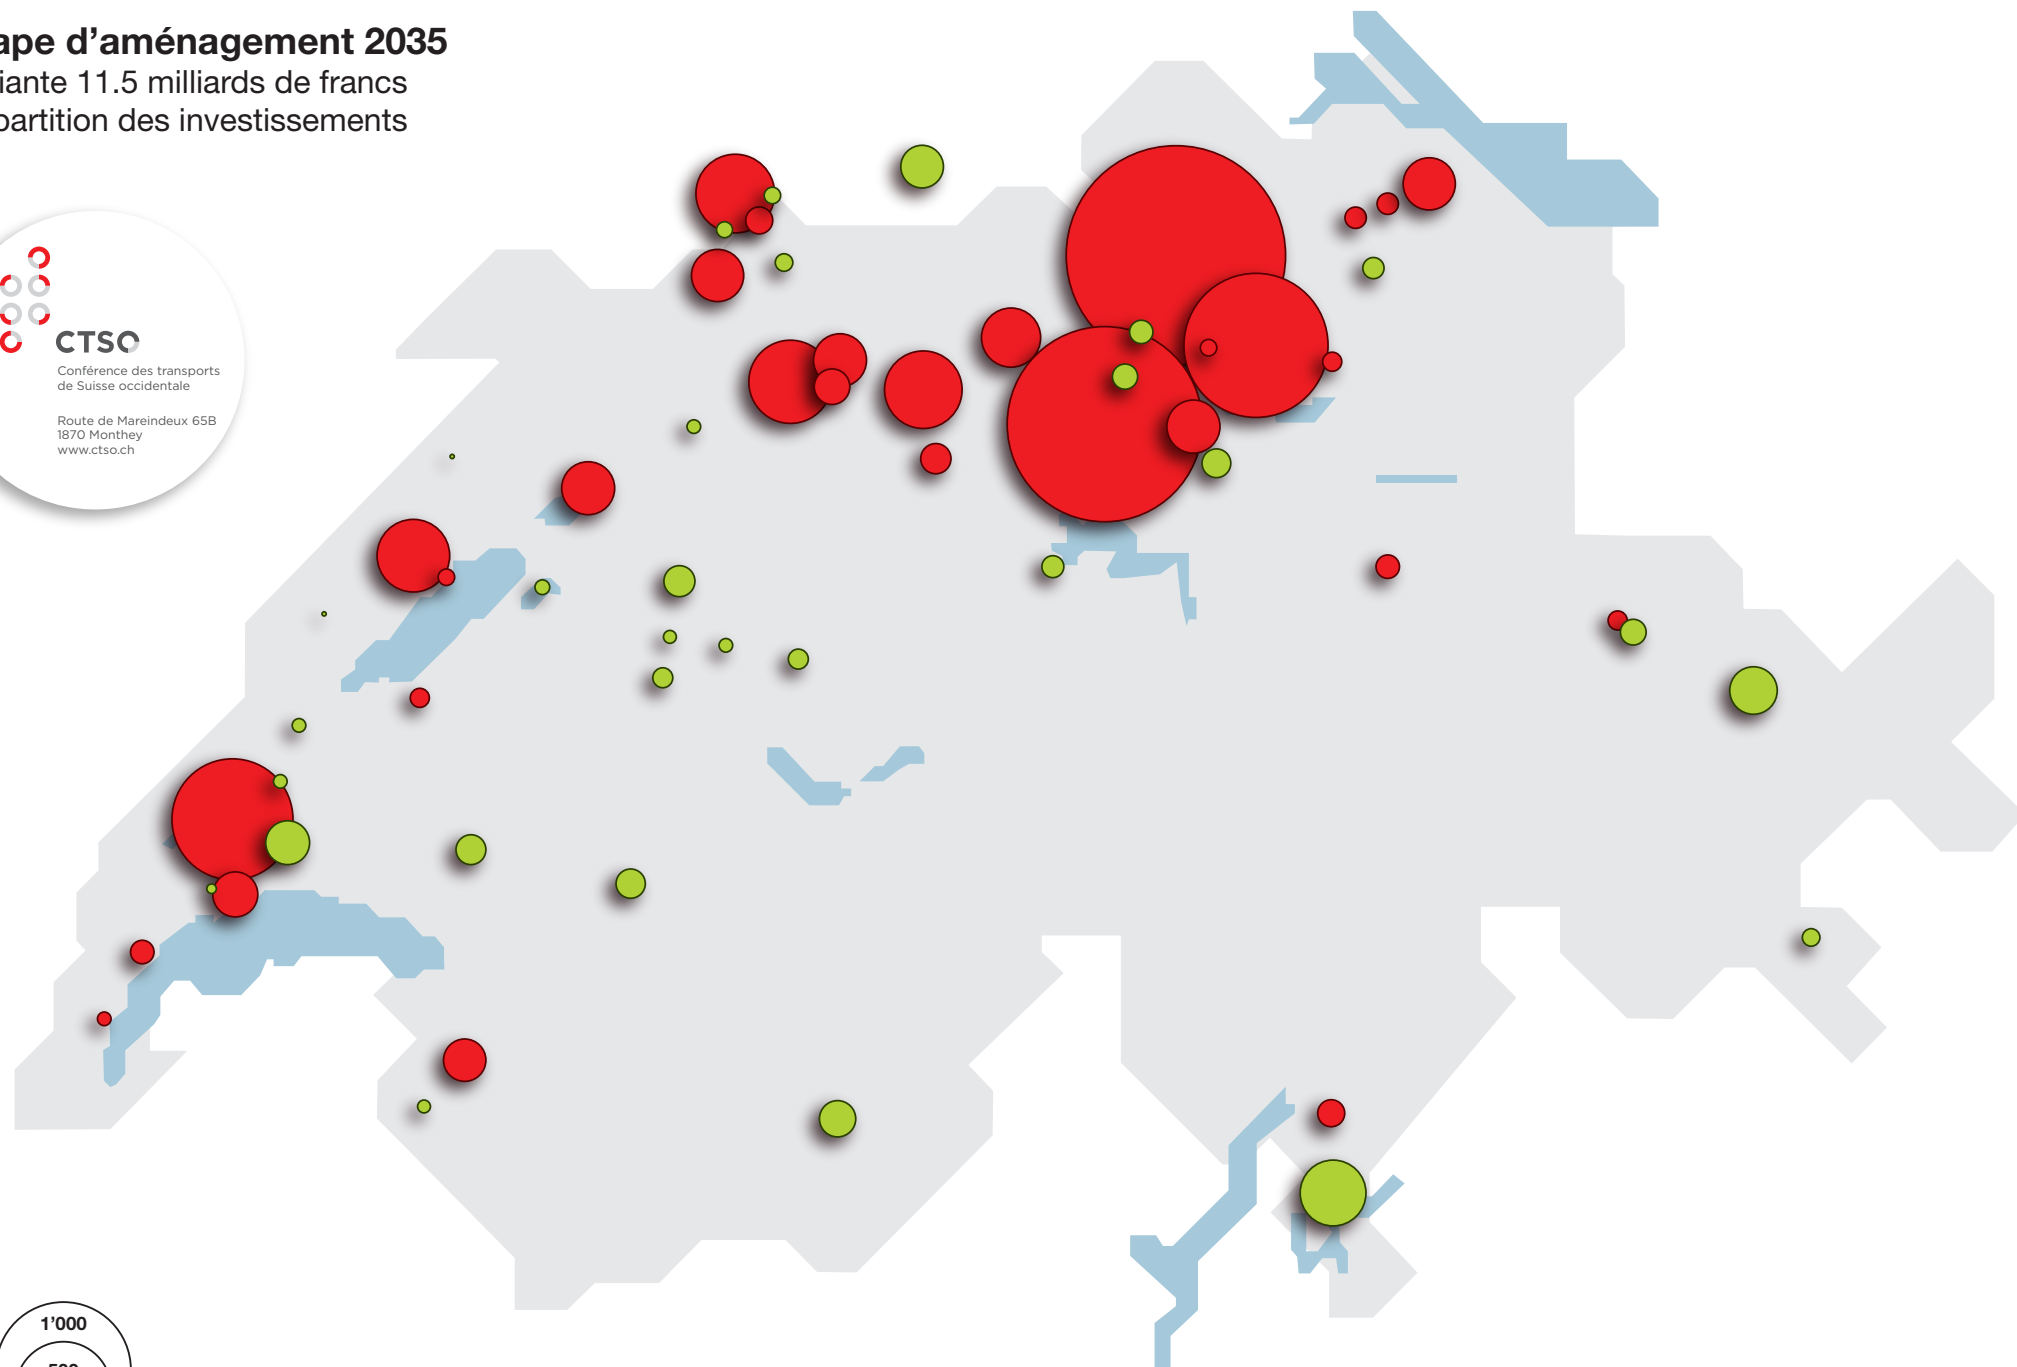 ape d’aménagement 2035
iante 11.5 milliards de francs
partition des investissements
CTSO
Conférence des transports
de Suisse occidentale
Route de Mareindeux 65B
1870 Monthey
www.ctso.ch
1’000